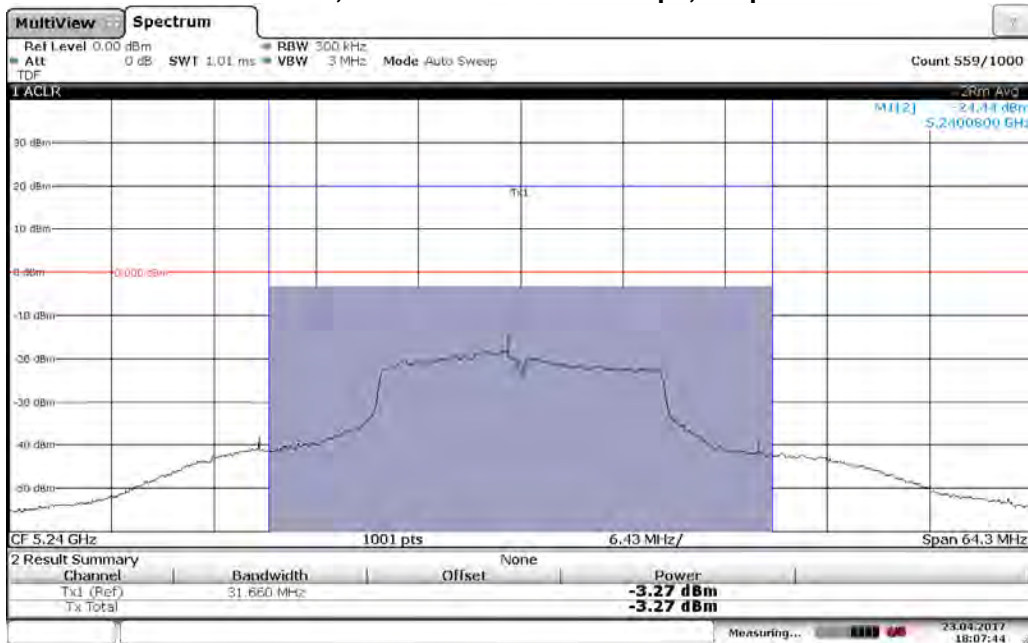 MultiView Spectrum
Ref Level 0.00 dBm RBW 300 kHz
Att 0 dB SWT 1.01 ms VBW 3 MHz Mode Auto Sweep Count 559/1000
TDF
1 ACLR 2Rm Avg
M1[2] -24.44 dBm
5.2400800 GHz
30 dBm
20 dBm
Tx1
10 dBm
0 dBm 0.000 dBm
-10 dBm
-20 dBm
-30 dBm
-40 dBm
-50 dBm
CF 5.24 GHz 1001 pts 6.43 MHz/ Span 64.3 MHz
2 Result Summary None
Channel Bandwidth Offset Power
Tx1 (Ref) 31.660 MHz -3.27 dBm
Tx Total -3.27 dBm
Measuring... 23.04.2017
18:07:44